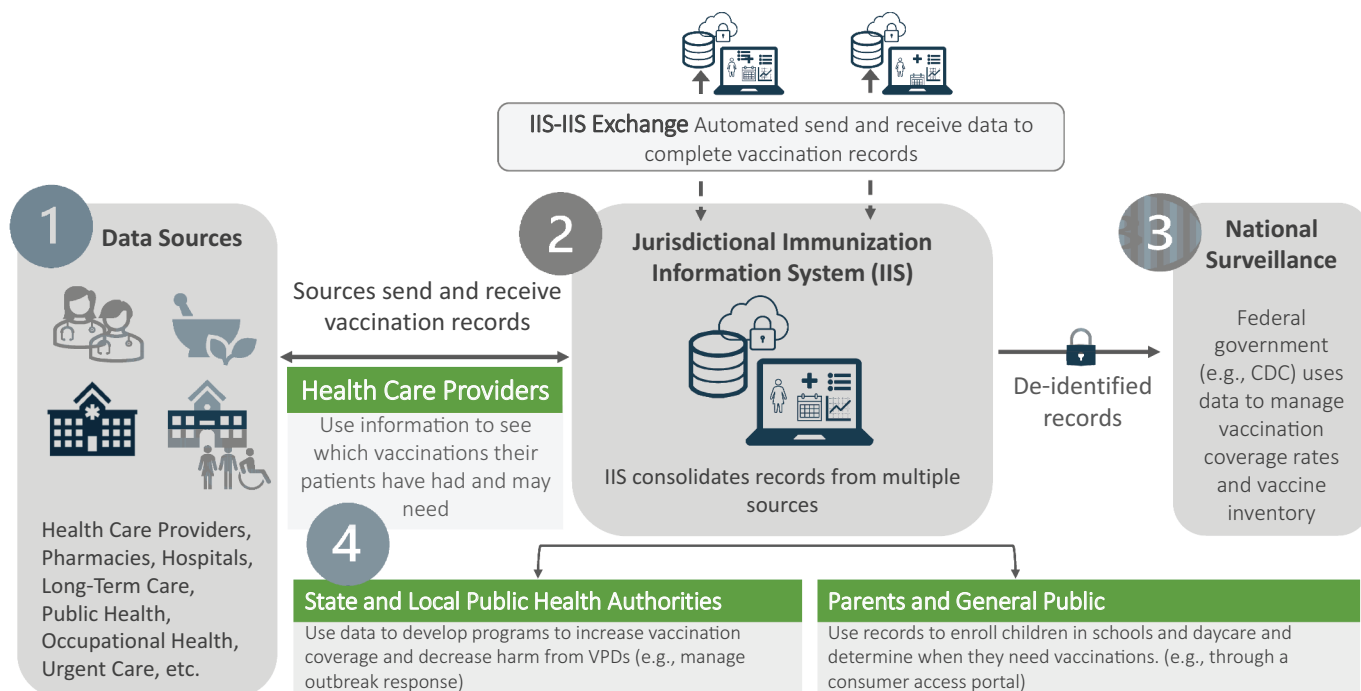 IIS-IIS Exchange Automated send and receive data to
complete vaccination records
1
Data Sources
Health Care Providers,
Pharmacies, Hospitals,
Long-Term Care,
Public Health,
Occupational Health,
Urgent Care, etc.
Sources send and receive
vaccination records
Health Care Providers
Use information to see
which vaccinations their
patients have had and may
need
2
Jurisdictional Immunization
Information System (IIS)
IIS consolidates records from multiple
sources
De-identified
records
3
National
Surveillance
Federal
government
(e.g., CDC) uses
data to manage
vaccination
coverage rates
and vaccine
inventory
4
State and Local Public Health Authorities
Use data to develop programs to increase vaccination
coverage and decrease harm from VPDs (e.g., manage
outbreak response)
Parents and General Public
Use records to enroll children in schools and daycare and
determine when they need vaccinations. (e.g., through a
consumer access portal)